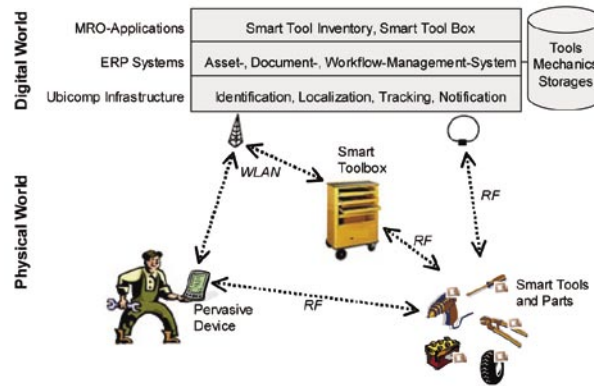 Digital World
MRO-Applications
Smart Tool Inventory, Smart Tool Box
ERP Systems
Asset-, Document-, Workflow-Management-System
Ubicomp Infrastructure
Identification, Localization, Tracking, Notification
Tools
Mechanics
Storages
Physical World
WLAN
Smart
Toolbox
RF
RF
Pervasive
Device
RF
Smart Tools
and Parts